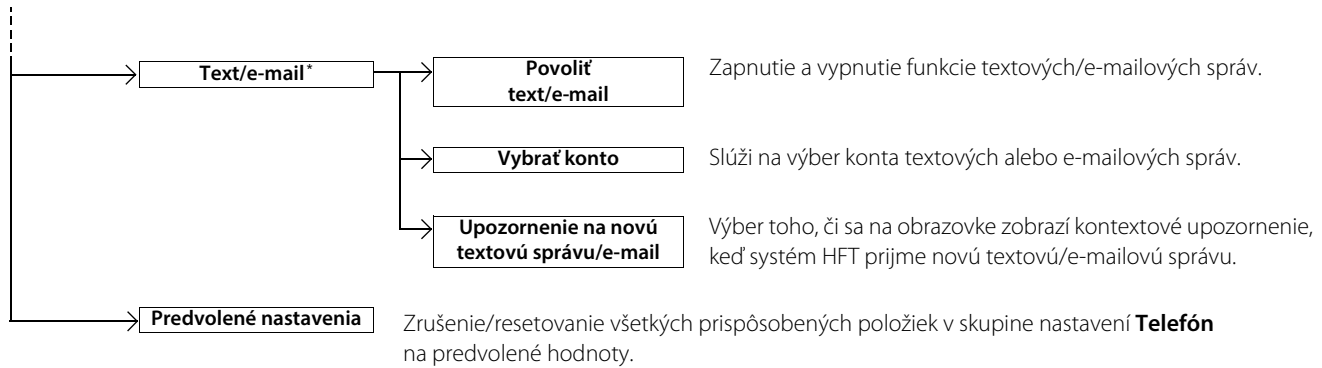 Text/e-mail*
Povoliť
text/e-mail
Zapnutie a vypnutie funkcie textových/e-mailových správ.
Vybrať konto
Slúži na výber konta textových alebo e-mailových správ.
Upozornenie na novú
textovú správu/e-mail
Výber toho, či sa na obrazovke zobrazí kontextové upozornenie,
keď systém HFT prijme novú textovú/e-mailovú správu.
Predvolené nastavenia
Zrušenie/resetovanie všetkých prispôsobených položiek v skupine nastavení Telefón
na predvolené hodnoty.